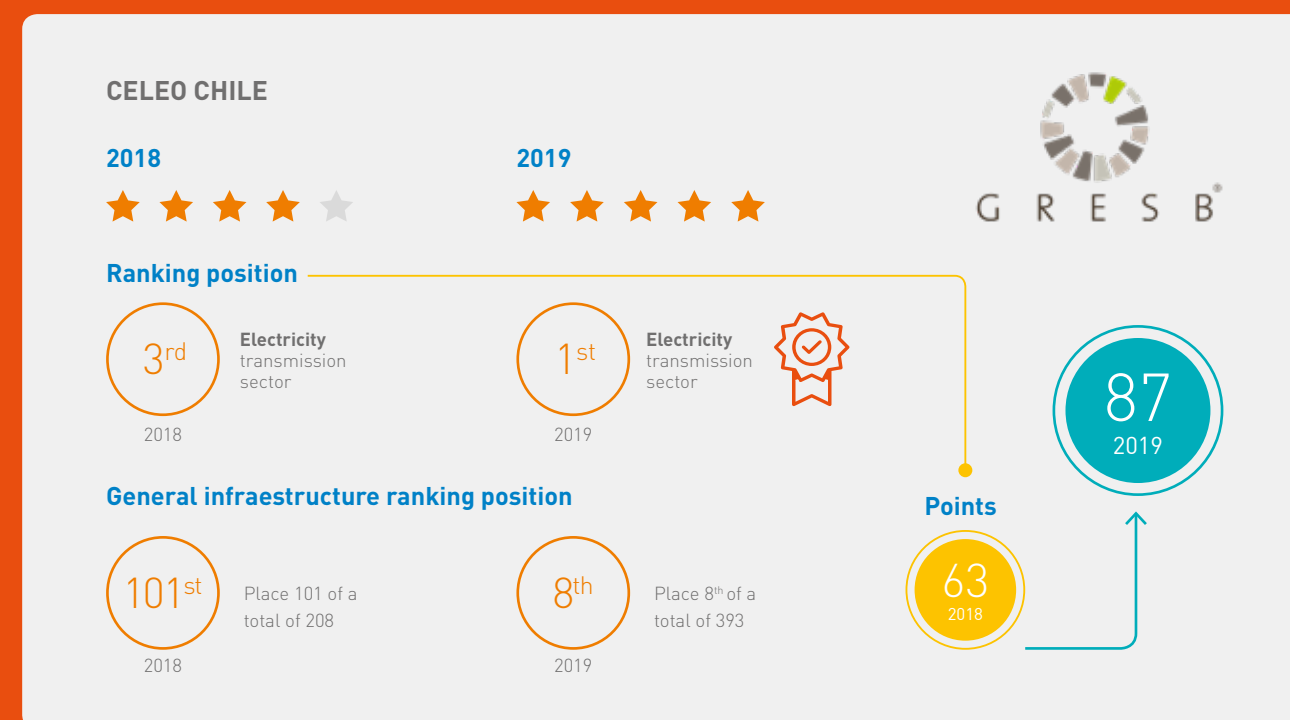 CELEO CHILE
2018
2019
GRESB®
Ranking position
3rd
Electricity
transmission
sector
2018
1st
Electricity
transmission
sector
2019
87
2019
General infraestructure ranking position
101st
Place 101 of a
total of 208
2018
8th
Place 8th of a
total of 393
2019
Points
63
2018